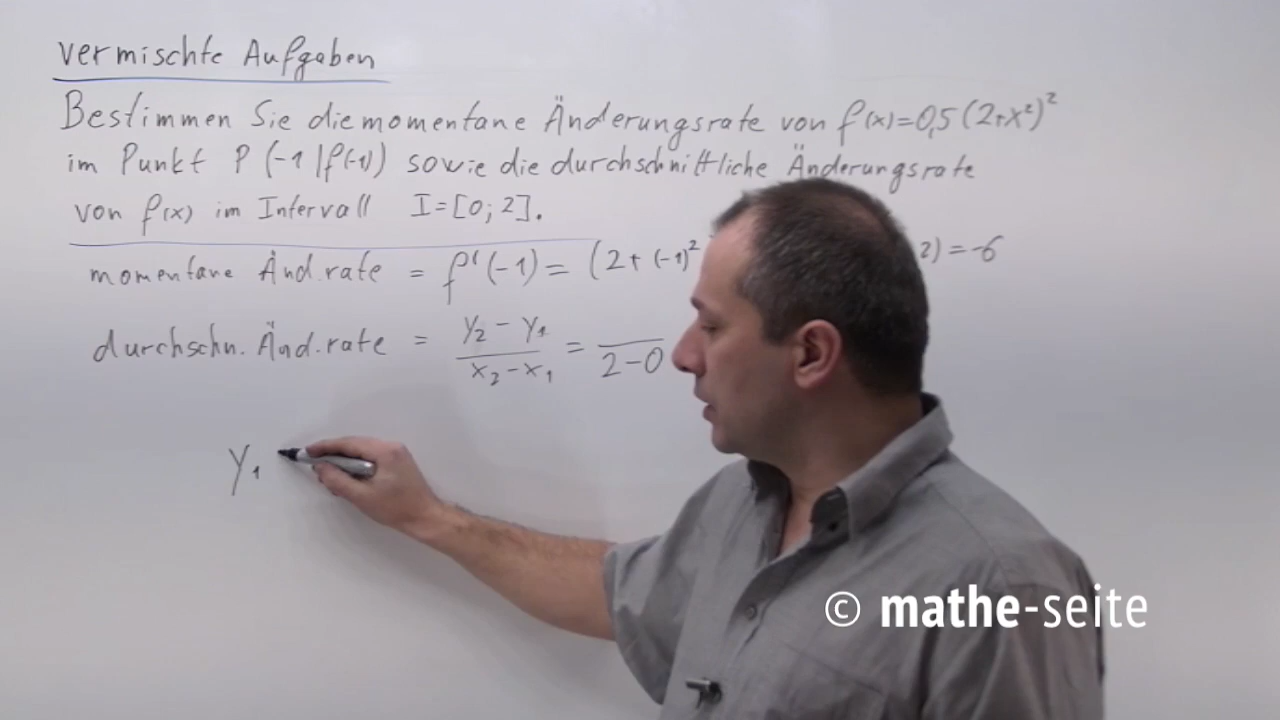 vermischte Aufgaben
Bestimmen Sie die momentane Änderungsrate von f(x)=0,5(2+x²)²
im Punkt P(-1|f(-1)) sowie die durchschnittliche Änderungsrate
von f(x) im Intervall I=[0;2].
momentane Änd.rate = f'(-1) = (2+(-1)² 2) = -6
durchschn. Änd.rate = y₂-y₁ / x₂-x₁ = / 2-0
y₁
© mathe-seite